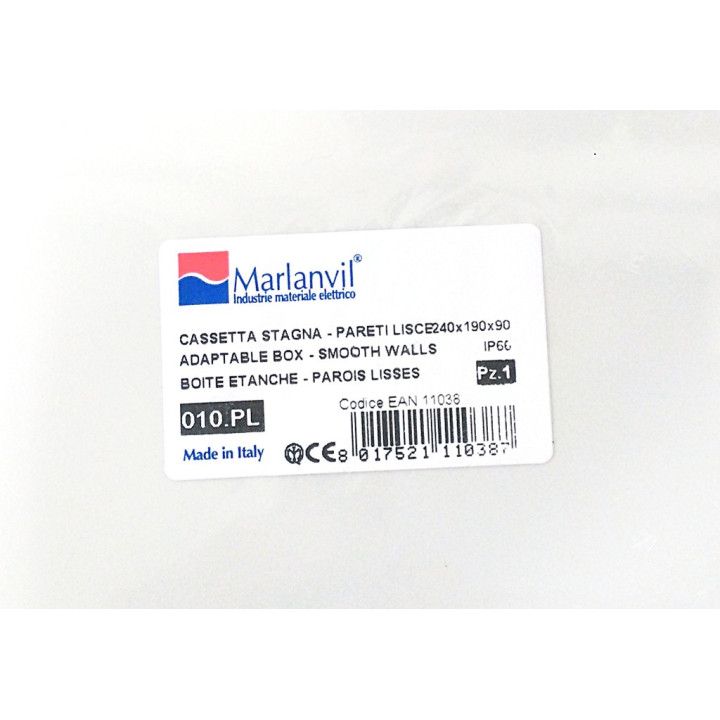 Marlanvil®
Industrie materiale elettrico
CASSETTA STAGNA - PARETI LISCE240x190x90
ADAPTABLE BOX - SMOOTH WALLS IP66
BOITE ETANCHE - PAROIS LISSES Pz.1
Codice EAN 11038
010.PL
Made in Italy CE 8 017521 110387